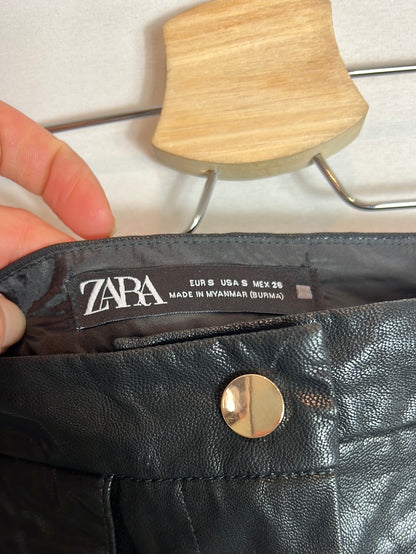 ZARA
EUR S USA S MEX 26
MADE IN MYANMAR (BURMA)